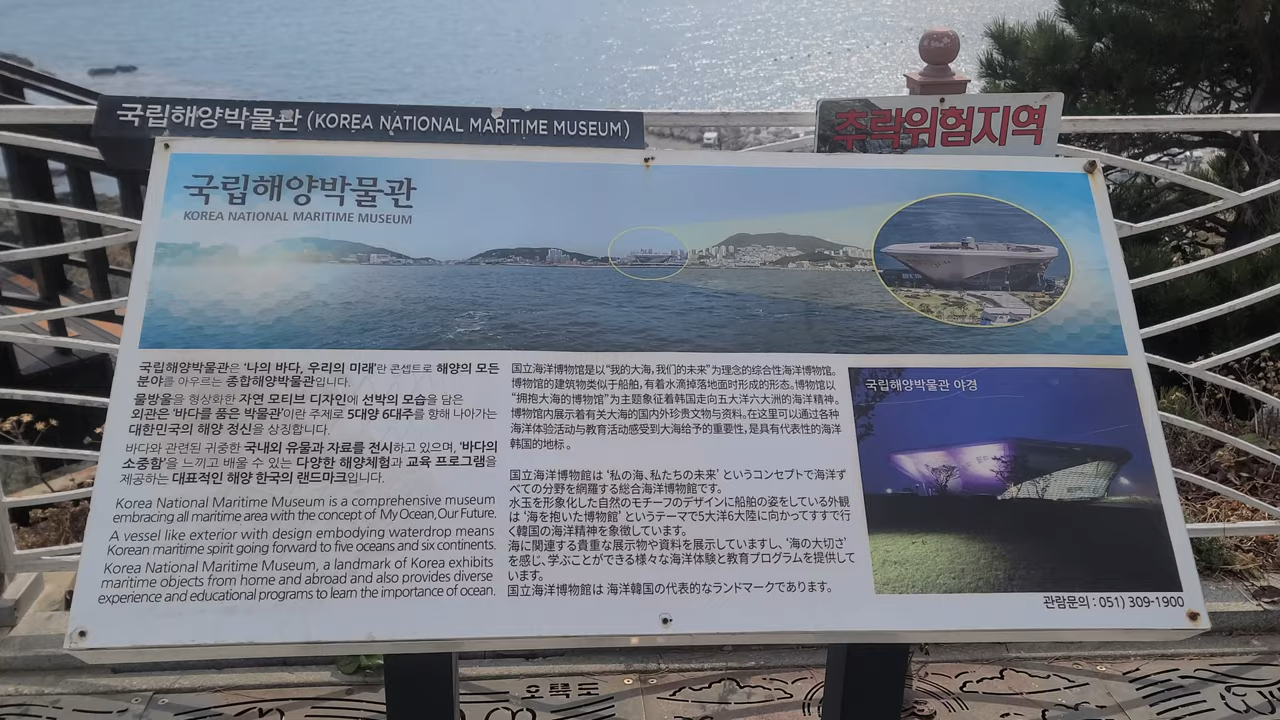 국립해양박물관 (KOREA NATIONAL MARITIME MUSEUM)
추락위험지역
국립해양박물관
KOREA NATIONAL MARITIME MUSEUM
국립해양박물관은 '나의 바다, 우리의 미래'란 콘셉트로 해양의 모든
분야를 아우르는 종합해양박물관입니다.
물방울을 형상화한 자연 모티브 디자인에 선박의 모습을 담은
외관은 '바다를 품은 박물관'이란 주제로 5대양 6대주를 향해 나아가는
대한민국의 해양 정신을 상징합니다.
바다와 관련된 귀중한 국내외 유물과 자료를 전시하고 있으며, '바다의
소중함'을 느끼고 배울 수 있는 다양한 해양체험과 교육 프로그램을
제공하는 대표적인 해양 한국의 랜드마크입니다.
Korea National Maritime Museum is a comprehensive museum
embracing all maritime area with the concept of My Ocean, Our Future.
A vessel like exterior with design embodying waterdrop means
Korean maritime spirit going forward to five oceans and six continents.
Korea National Maritime Museum, a landmark of Korea exhibits
maritime objects from home and abroad and also provides diverse
experience and educational programs to learn the importance of ocean.
国立海洋博物馆是以"我的大海,我们的未来"为理念的综合性海洋博物馆。
博物馆的建筑物类似于船舶,有着水滴掉落地面时形成的形态。博物馆以
"拥抱大海的博物馆"为主题象征着韩国走向五大洋六大洲的海洋精神。
博物馆内展示着有关大海的国内外珍贵文物与资料。在这里可以通过各种
海洋体验活动与教育活动感受到大海给予的重要性,是具有代表性的海洋
韩国的地标。
国立海洋博物館は '私の海、私たちの未来' というコンセプトで海洋す
べての分野を網羅する総合海洋博物館です。
水玉を形象化した自然のモチーフのデザインに船舶の姿をしている外観
は '海を抱いた博物館' というテーマで5大洋6大陸に向かってすすで行
く韓国の海洋精神を象徴しています。
海に関連する貴重な展示物や資料を展示していますし、'海の大切さ'
を感じ、学ぶことができる様々な海洋体験と教育プログラムを提供して
います。
国立海洋博物館は 海洋韓国の代表的なランドマークであります。
국립해양박물관 야경
관람문의 : 051) 309-1900
오륙도